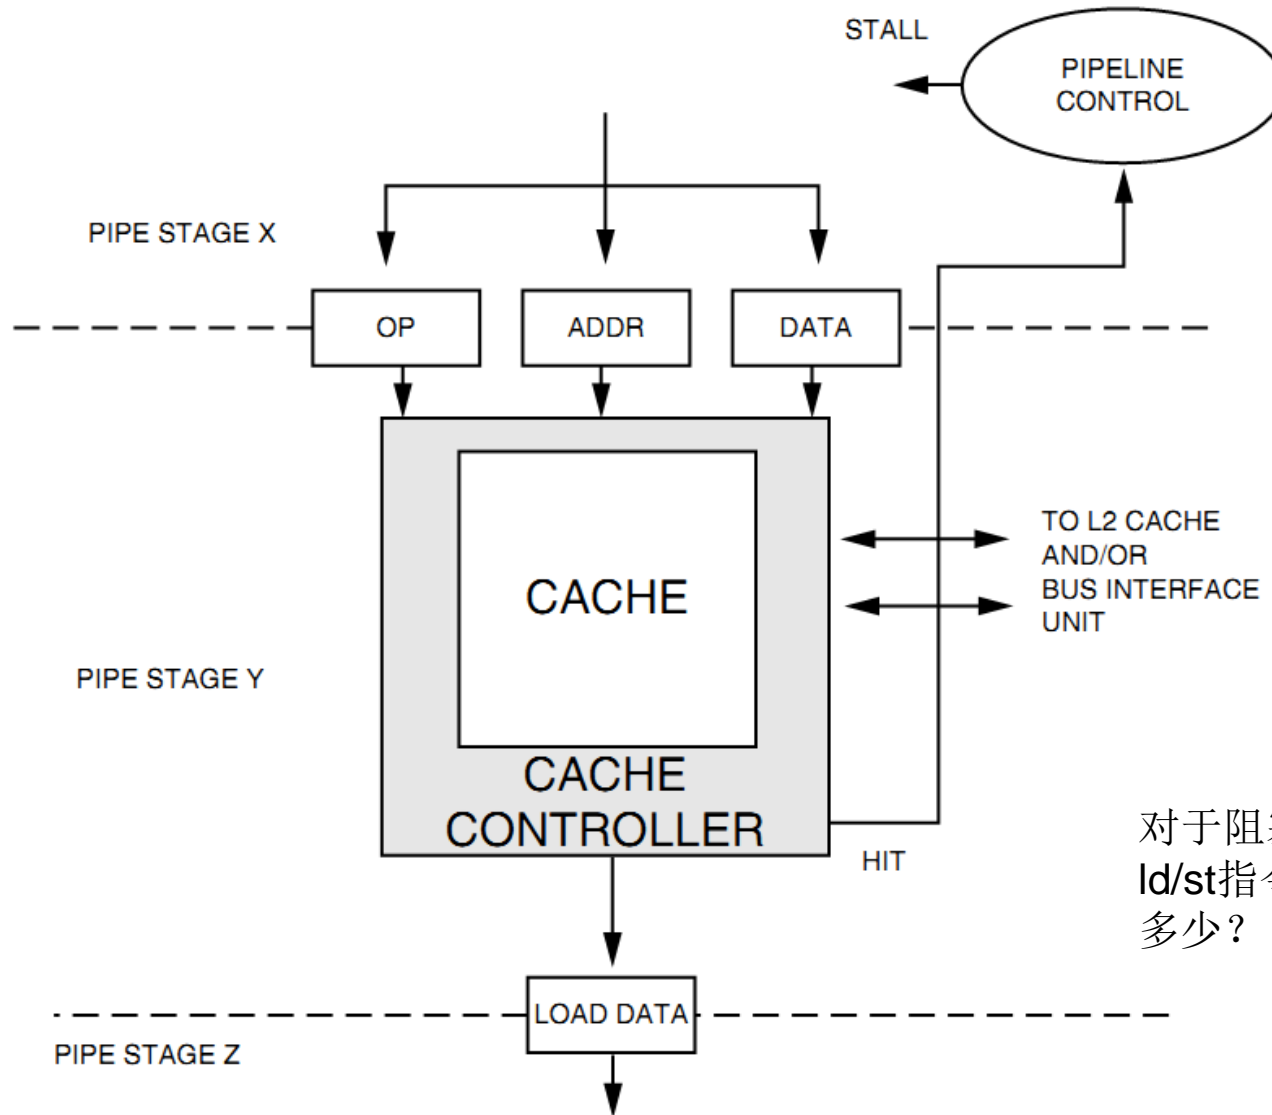 STALL
PIPELINE
CONTROL
PIPE STAGE X
OP
ADDR
DATA
TO L2 CACHE
AND/OR
BUS INTERFACE
UNIT
CACHE
PIPE STAGE Y
CACHE
CONTROLLER
HIT
对于阻
ld/st指
多少？
LOAD DATA
PIPE STAGE Z